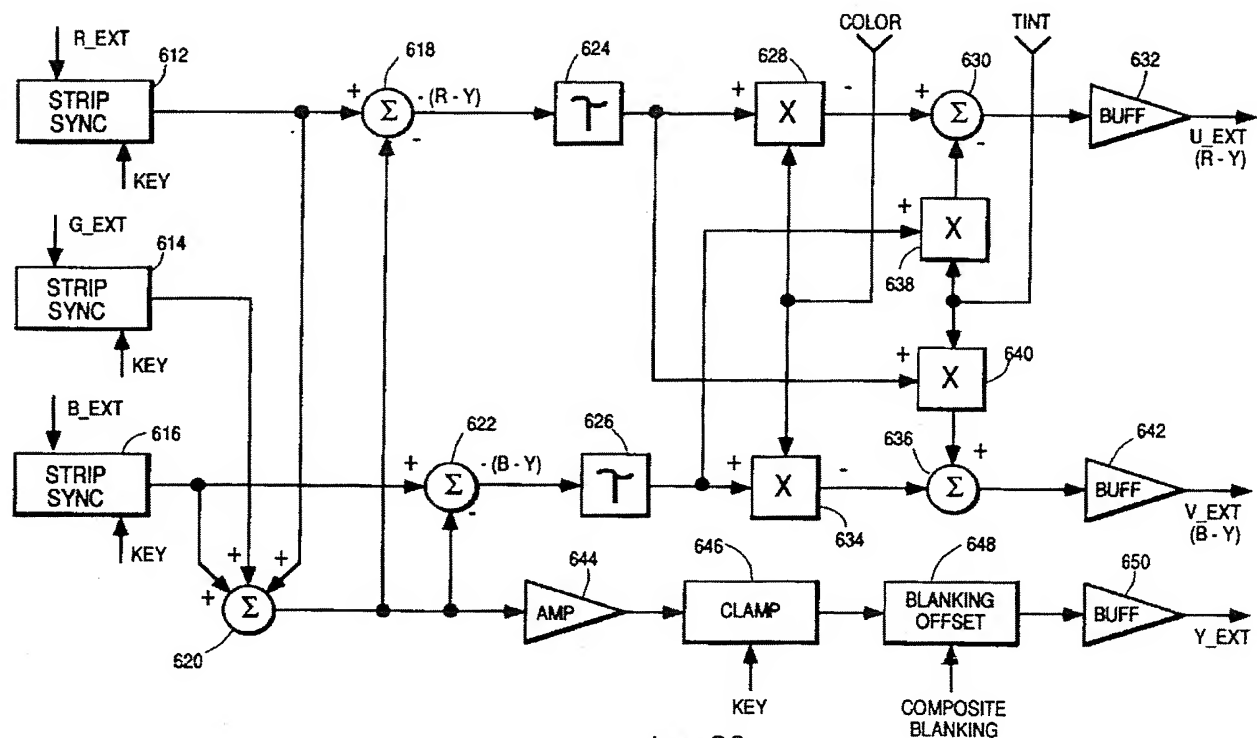 R_EXT
612
STRIP
SYNC
KEY
G_EXT
614
STRIP
SYNC
KEY
B_EXT
616
STRIP
SYNC
KEY
+
+
+
Σ
620
+
618
Σ
-
- (R - Y)
624
T
+
628
X
-
COLOR
TINT
+
630
Σ
-
632
BUFF
U_EXT
(R - Y)
+
X
638
+
X
640
+
622
Σ
-
- (B - Y)
626
T
+
X
634
-
636
+
Σ
642
BUFF
V_EXT
(B - Y)
644
AMP
646
CLAMP
KEY
648
BLANKING
OFFSET
COMPOSITE
BLANKING
650
BUFF
Y_EXT